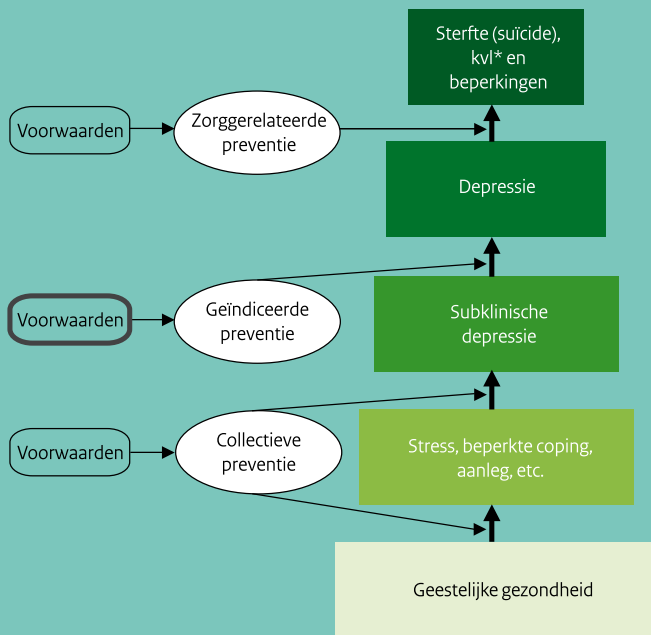 Sterfte (suïcide),
kvl* en
beperkingen
Voorwaarden
Zorggerelateerde
preventie
Depressie
Voorwaarden
Geïndiceerde
preventie
Subklinische
depressie
Voorwaarden
Collectieve
preventie
Stress, beperkte coping,
aanleg, etc.
Geestelijke gezondheid